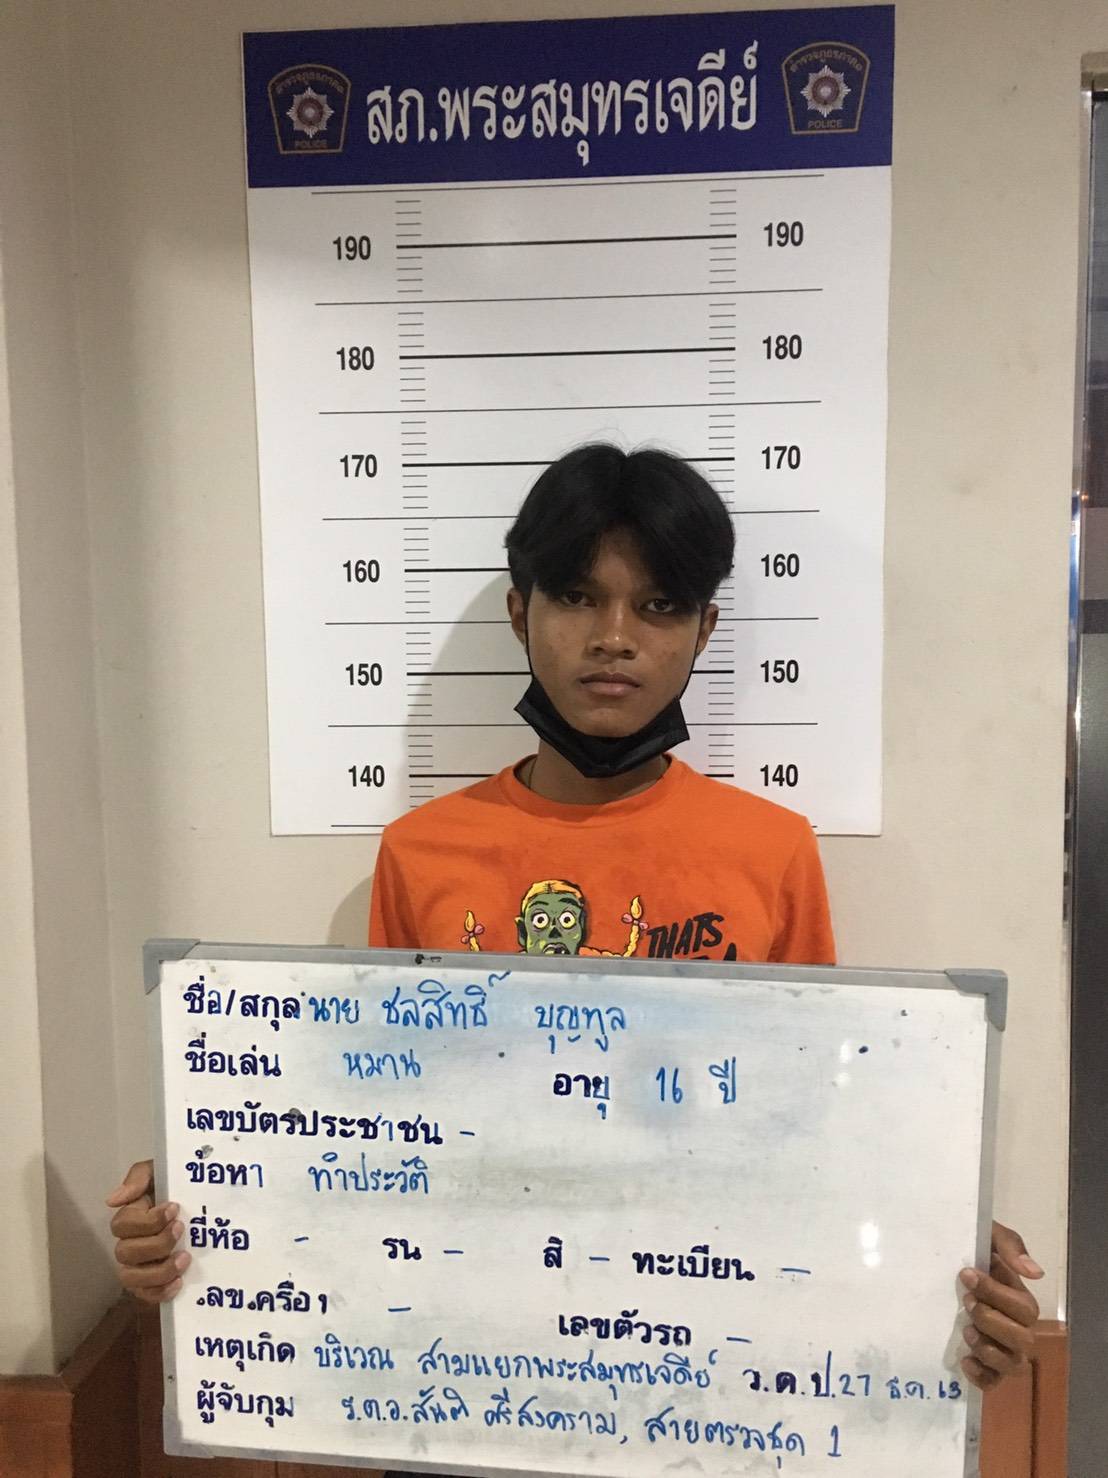 สภ.พระสมุทรเจดีย์
POLICE
POLICE
190 190
180 180
170 170
160 160
150 150
140 140
THATS
ชื่อ/สกุล นาย ชลสิทธิ์ บุญทูล
ชื่อเล่น หมาน อายุ 16 ปี
เลขบัตรประชาชน -
ข้อหา ทำประวัติ
ยี่ห้อ - รุน - สี - ทะเบียน -
เลข.ครื่อง - เลขตัวรถ -
เหตุเกิด บริเวณ สามแยกพระสมุทรเจดีย์ ว.ด.ป.27 ธ.ค. 63
ผู้จับกุม ร.ต.อ.สันติ ศรีสงคราม, สายตรวจชุด 1